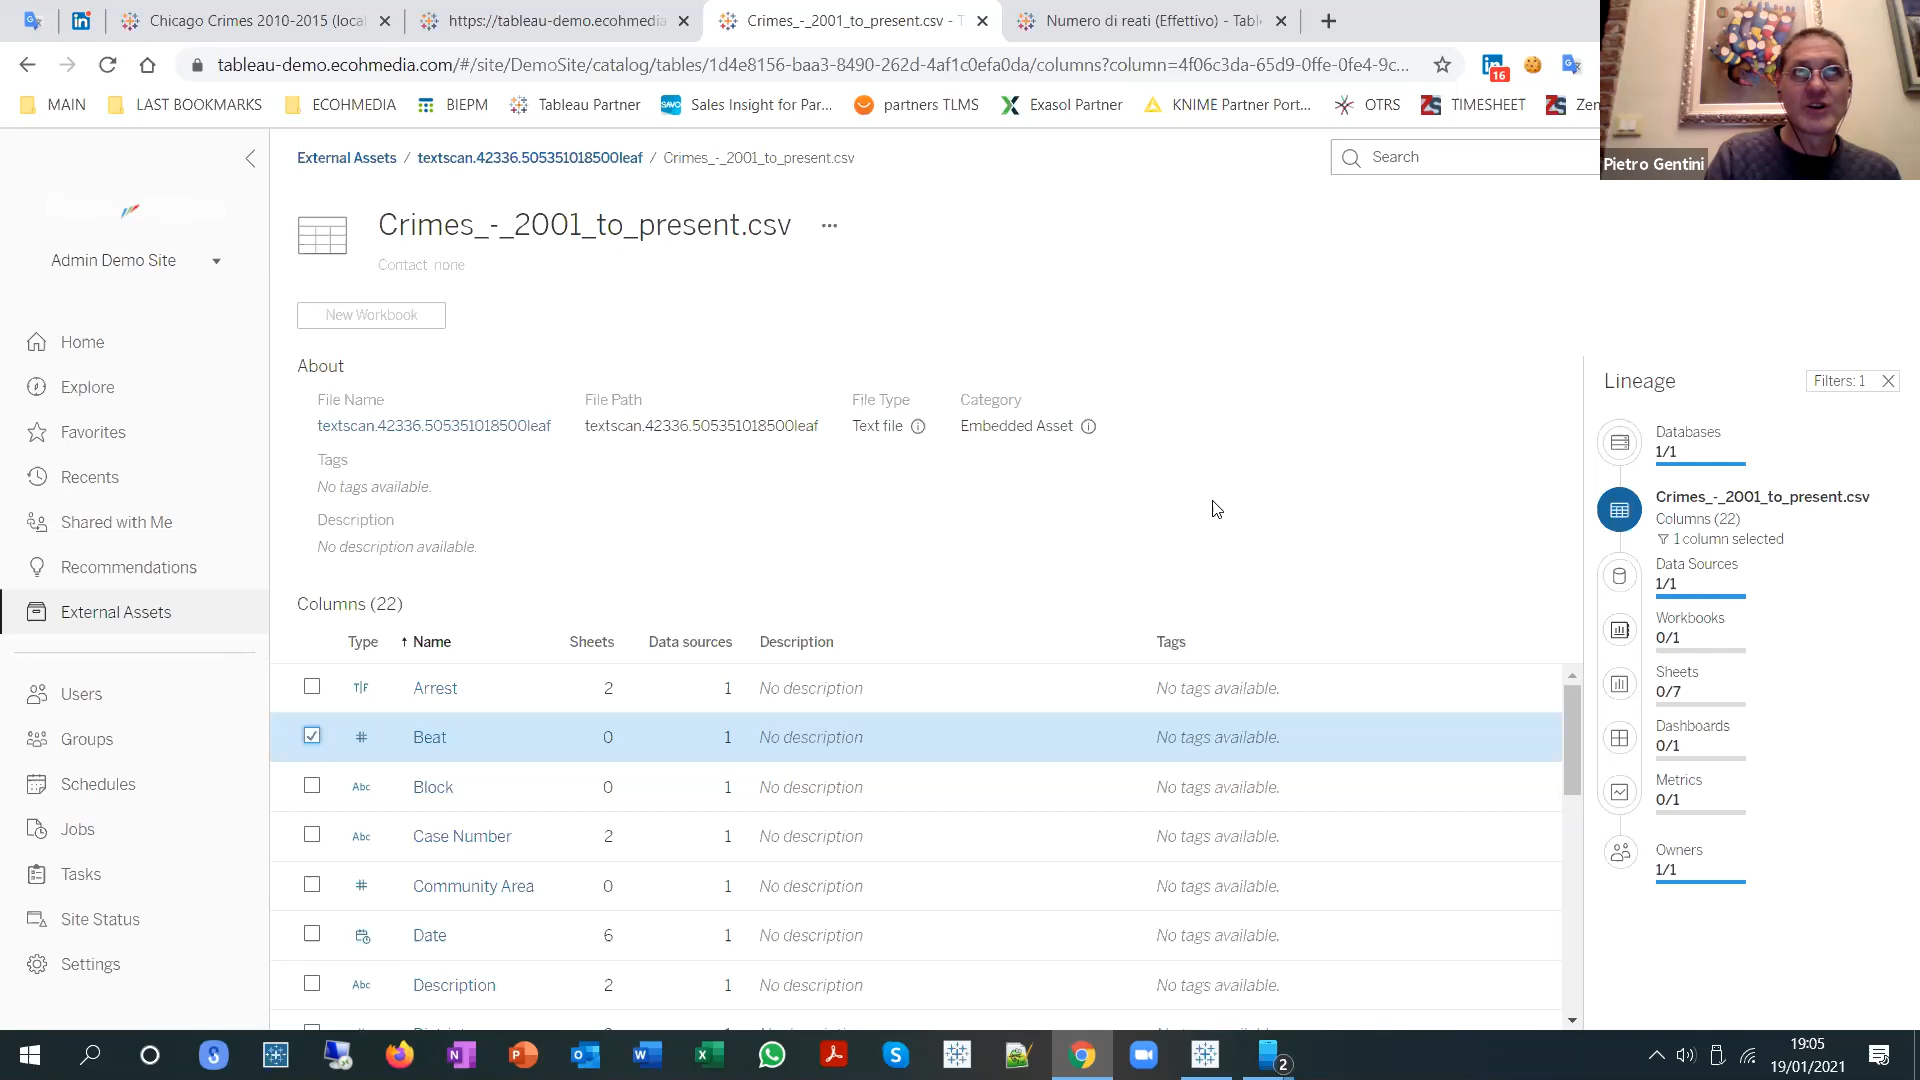 Chicago Crimes 2010-2015 (local
https://tableau-demo.ecohmedia
Crimes_-_2001_to_present.csv - T
Numero di reati (Effettivo) - Tabl
tableau-demo.ecohmedia.com/#/site/DemoSite/catalog/tables/1d4e8156-baa3-8490-262d-4af1c0efa0da/columns?column=4f06c3da-65d9-0ffe-0fe4-9c...
16
MAIN
LAST BOOKMARKS
ECOHMEDIA
BIEPM
Tableau Partner
SAVO
Sales Insight for Par...
partners TLMS
Exasol Partner
KNIME Partner Port...
OTRS
TIMESHEET
Zen
Pietro Gentini
External Assets / textscan.42336.505351018500leaf / Crimes_-_2001_to_present.csv
Search
Admin Demo Site
Home
Explore
Favorites
Recents
Shared with Me
Recommendations
External Assets
Users
Groups
Schedules
Jobs
Tasks
Site Status
Settings
Crimes_-_2001_to_present.csv ...
Contact none
New Workbook
About
File Name File Path File Type Category
textscan.42336.505351018500leaf textscan.42336.505351018500leaf Text file Embedded Asset
Tags
No tags available.
Description
No description available.
Columns (22)
Type ↑ Name Sheets Data sources Description Tags
T|F Arrest 2 1 No description No tags available.
# Beat 0 1 No description No tags available.
Abc Block 0 1 No description No tags available.
Abc Case Number 2 1 No description No tags available.
# Community Area 0 1 No description No tags available.
Date 6 1 No description No tags available.
Abc Description 2 1 No description No tags available.
Lineage
Filters: 1
Databases
1/1
Crimes_-_2001_to_present.csv
Columns (22)
1 column selected
Data Sources
1/1
Workbooks
0/1
Sheets
0/7
Dashboards
0/1
Metrics
0/1
Owners
1/1
2
19:05
19/01/2021